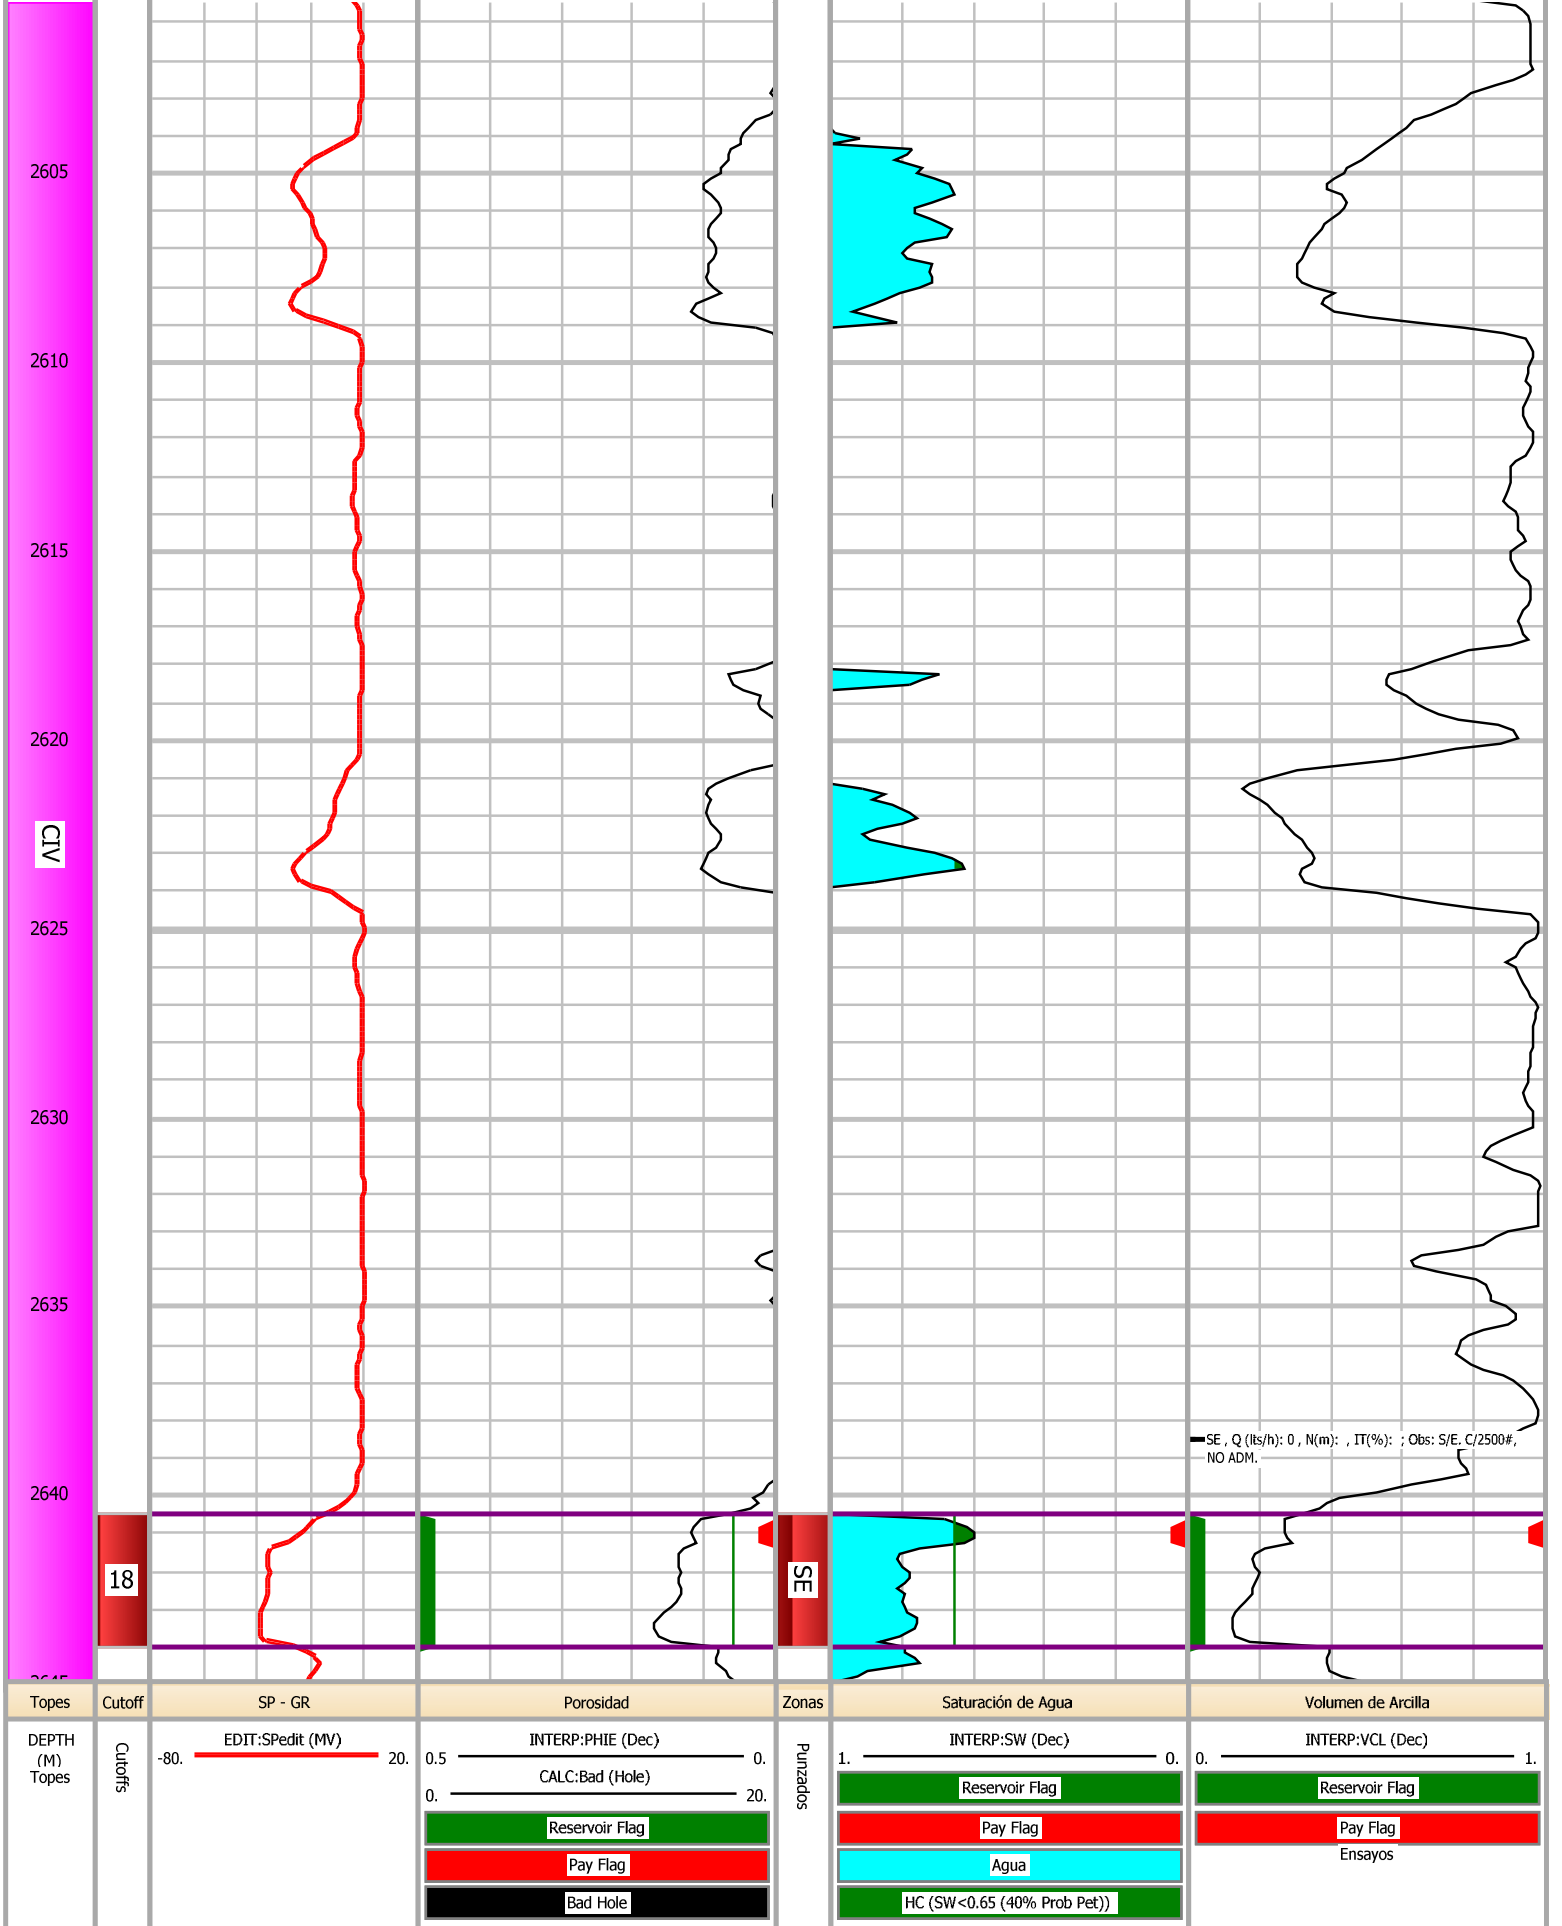 2605
2610
2615
2620
CIV
2625
2630
2635
SE , Q (lts/h): 0 , N(m): , IT(%): ; Obs: S/E. C/2500#,
NO ADM.
2640
18
SE
2645
Topes
Cutoff
SP - GR
Porosidad
Zonas
Saturación de Agua
Volumen de Arcilla
DEPTH
(M)
Topes
Cutoffs
EDIT:SPedit (MV)
-80. 20.
INTERP:PHIE (Dec)
0.5 0.
CALC:Bad (Hole)
0. 20.
Reservoir Flag
Pay Flag
Bad Hole
Punzados
INTERP:SW (Dec)
1. 0.
Reservoir Flag
Pay Flag
Agua
HC (SW<0.65 (40% Prob Pet))
INTERP:VCL (Dec)
0. 1.
Reservoir Flag
Pay Flag
Ensayos